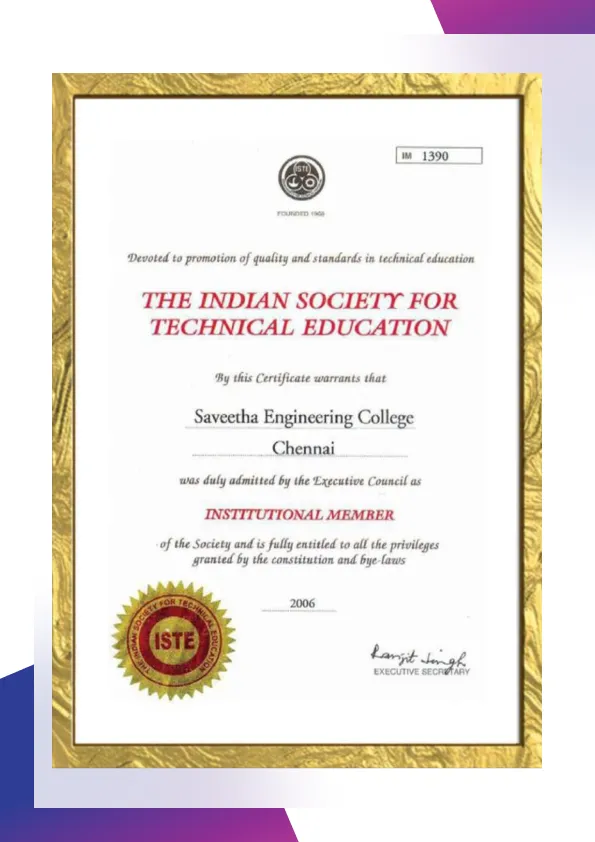 IM 1390
ISTE
FOUNDED 1968
Devoted to promotion of quality and standards in technical education
THE INDIAN SOCIETY FOR
TECHNICAL EDUCATION
By this Certificate warrants that
Saveetha Engineering College
Chennai
was duly admitted by the Executive Council as
INSTITUTIONAL MEMBER
of the Society and is fully entitled to all the privileges
granted by the constitution and bye-laws
2006
THE INDIAN SOCIETY FOR TECHNICAL EDUCATION
ISTE
Ranjit Singh
EXECUTIVE SECRETARY